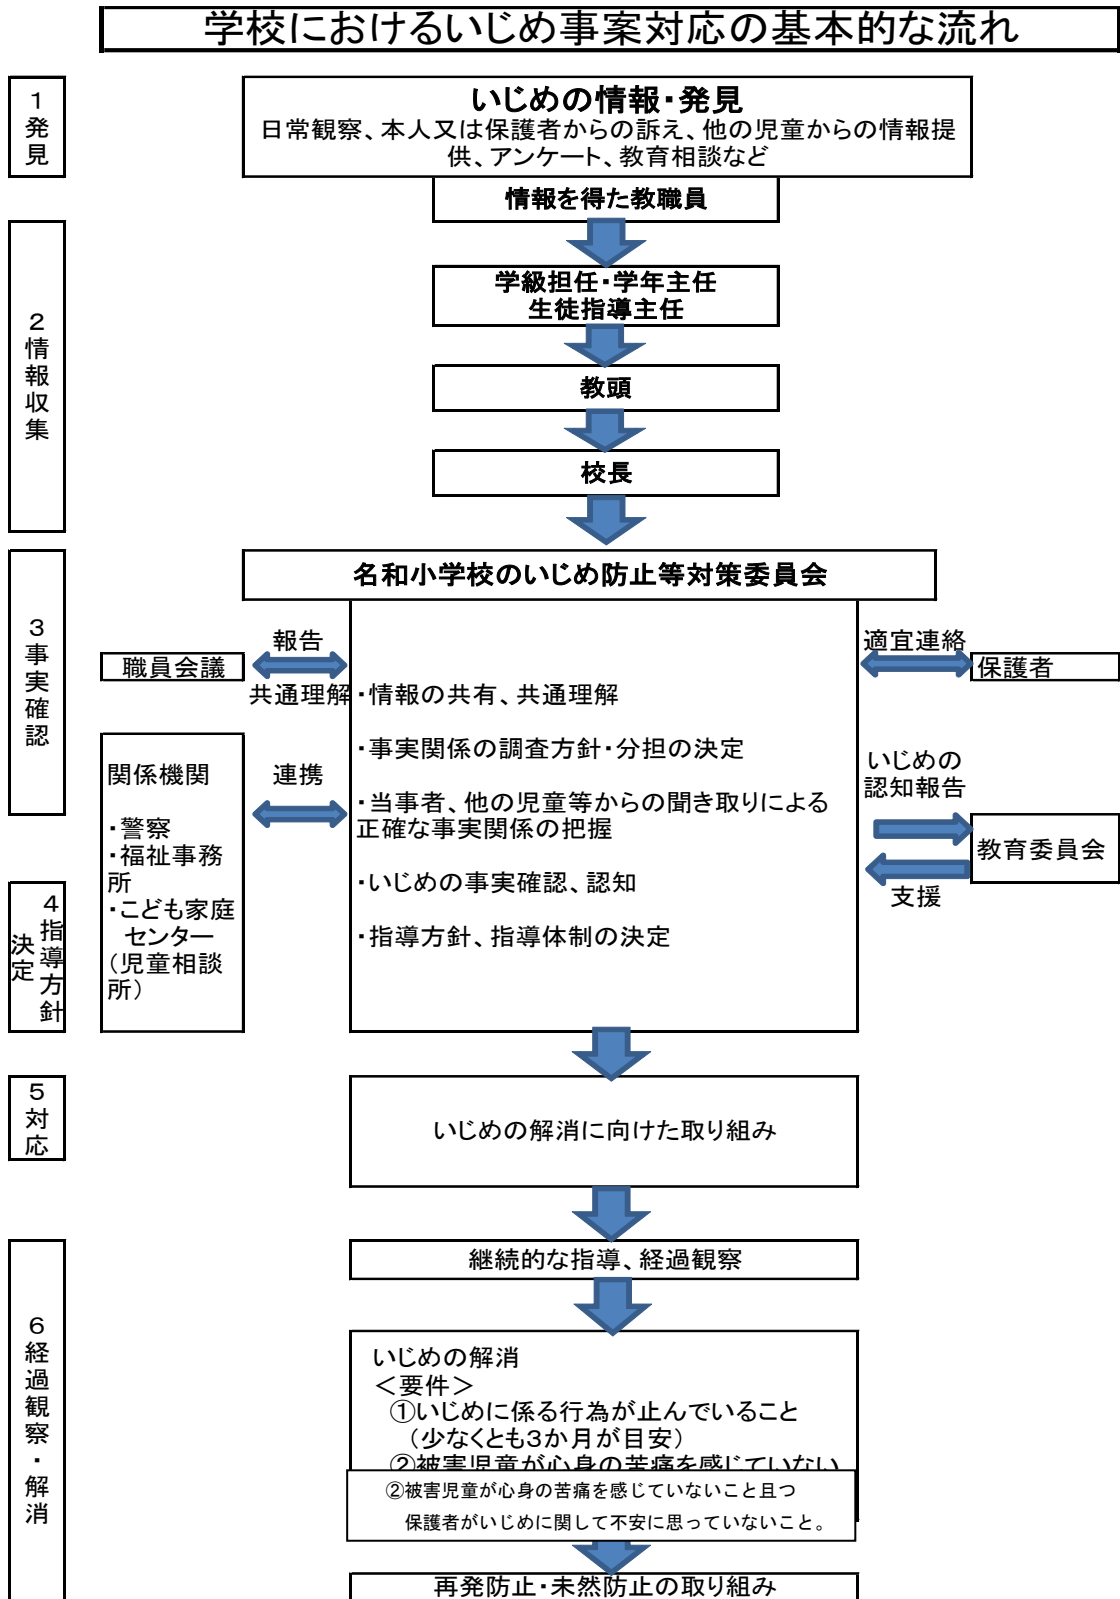 学校におけるいじめ事案対応の基本的な流れ
1
発
見
いじめの情報・発見
日常観察、本人又は保護者からの訴え、他の児童からの情報提
供、アンケート、教育相談など
情報を得た教職員
2
情
報
収
集
学級担任・学年主任
生徒指導主任
教頭
校長
3
事
実
確
認
名和小学校のいじめ防止等対策委員会
報告
職員会議
共通理解
適宜連絡
保護者
・情報の共有、共通理解
・事実関係の調査方針・分担の決定
・当事者、他の児童等からの聞き取りによる
正確な事実関係の把握
・いじめの事実確認、認知
・指導方針、指導体制の決定
関係機関
・警察
・福祉事務
所
・こども家庭
センター
(児童相談
所)
連携
いじめの
認知報告
教育委員会
支援
4指導方針
決定
5
対
応
いじめの解消に向けた取り組み
6
経
過
観
察
・
解
消
継続的な指導、経過観察
いじめの解消
＜要件＞
①いじめに係る行為が止んでいること
(少なくとも3か月が目安)
②被害児童が心身の苦痛を感じていない
②被害児童が心身の苦痛を感じていないこと且つ
保護者がいじめに関して不安に思っていないこと。
再発防止・未然防止の取り組み